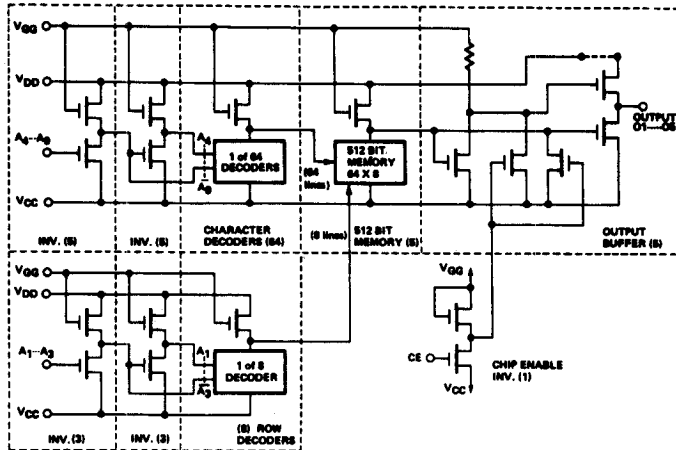 VGG
VDD
A4---A9
VCC
INV. (6)
INV. (6)
A4
A9
1 of 64
DECODERS
CHARACTER
DECODERS (64)
(64
lines)
(8 lines)
512 BIT.
MEMORY
64 X 8
512 BIT
MEMORY (5)
OUTPUT
O1----O5
OUTPUT
BUFFER (5)
VGG
VDD
A1---A3
VCC
INV. (3)
INV. (3)
A1
A3
1 of 8
DECODER
(8) ROW
DECODERS
VGG
CE
CHIP ENABLE
INV. (1)
VCC